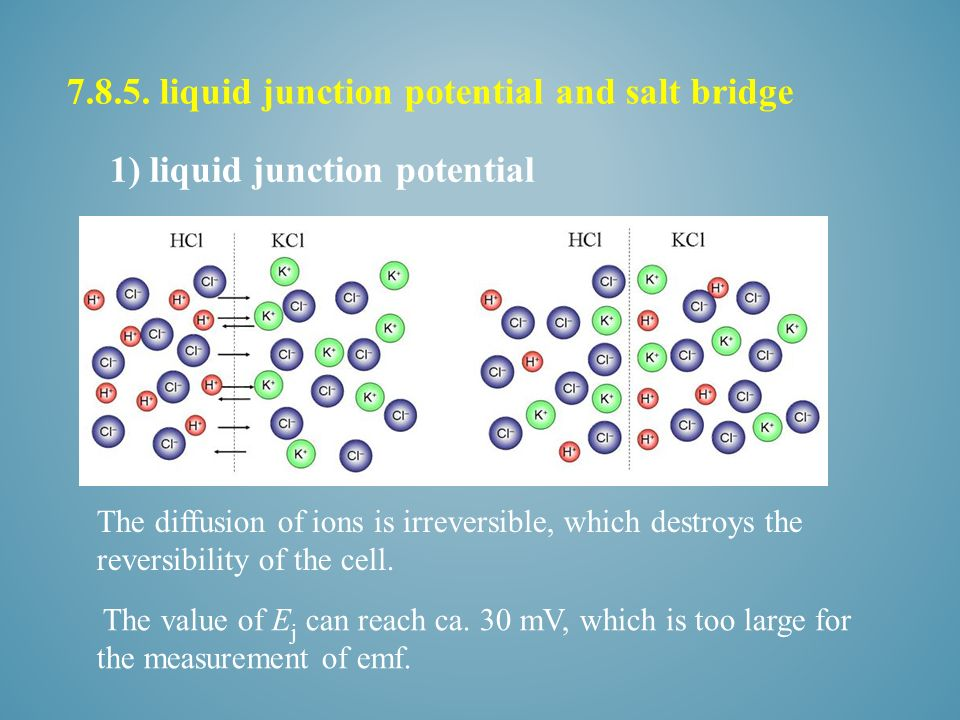 7.8.5. liquid junction potential and salt bridge
1) liquid junction potential
HCl KCl HCl KCl
K⁺ Cl⁻ K⁺ Cl⁻ K⁺ H⁺
H⁺ Cl⁻ H⁺ Cl⁻ Cl⁻ H⁺ Cl⁻ Cl⁻
H⁺ K⁺ K⁺ Cl⁻ Cl⁻ K⁺ H⁺ K⁺
H⁺ Cl⁻ Cl⁻ Cl⁻ K⁺ Cl⁻ Cl⁻ K⁺ Cl⁻ K⁺ Cl⁻
Cl⁻ H⁺ Cl⁻ H⁺ K⁺ Cl⁻ Cl⁻ H⁺ Cl⁻
H⁺ H⁺ K⁺ Cl⁻ K⁺ Cl⁻ K⁺ H⁺ H⁺ Cl⁻
Cl⁻ Cl⁻ H⁺ Cl⁻ K⁺ Cl⁻ H⁺ Cl⁻ H⁺ Cl⁻ Cl⁻ K⁺
The diffusion of ions is irreversible, which destroys the
reversibility of the cell.
The value of Eⱼ can reach ca. 30 mV, which is too large for
the measurement of emf.